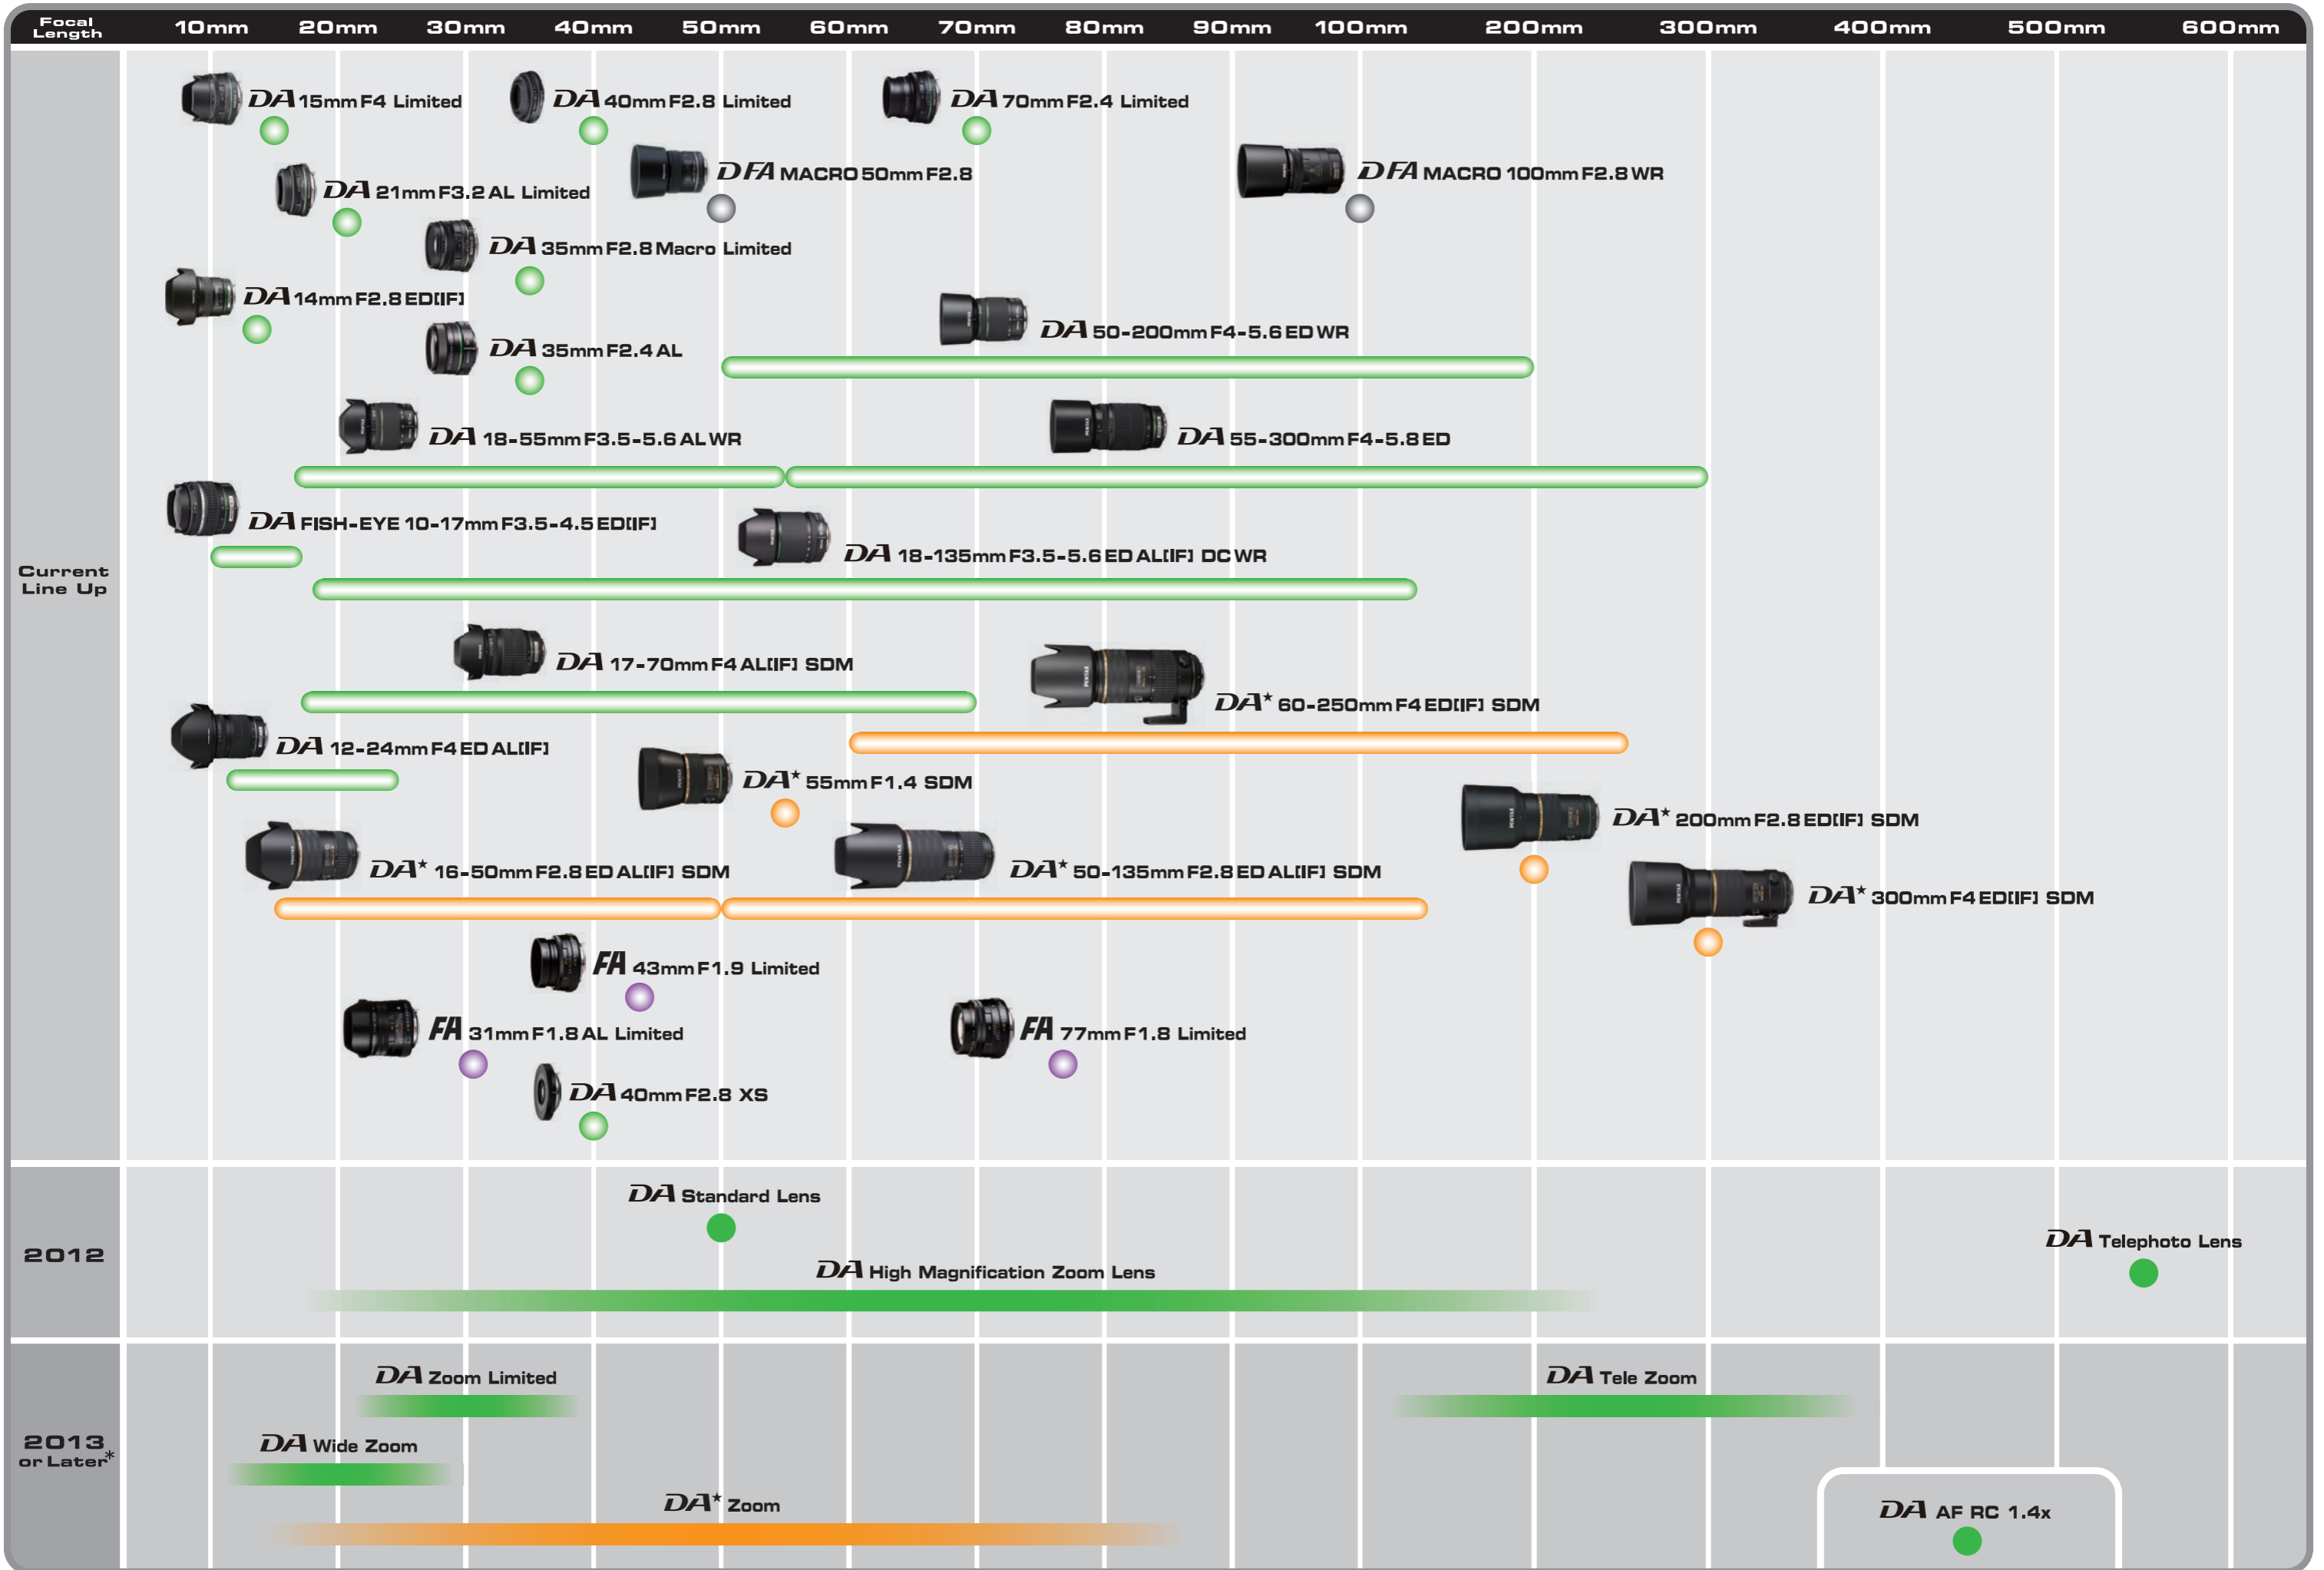 Focal
Length
10mm 20mm 30mm 40mm 50mm 60mm 70mm 80mm 90mm 100mm 200mm 300mm 400mm 500mm 600mm
Current
Line Up
DA 15mm F4 Limited
DA 40mm F2.8 Limited
DA 70mm F2.4 Limited
D FA MACRO 50mm F2.8
D FA MACRO 100mm F2.8 WR
DA 21mm F3.2 AL Limited
DA 35mm F2.8 Macro Limited
DA 14mm F2.8 ED[IF]
DA 50-200mm F4-5.6 ED WR
DA 35mm F2.4 AL
DA 18-55mm F3.5-5.6 AL WR
DA 55-300mm F4-5.8 ED
DA FISH-EYE 10-17mm F3.5-4.5 ED[IF]
DA 18-135mm F3.5-5.6 ED AL[IF] DC WR
DA 17-70mm F4 AL[IF] SDM
DA★ 60-250mm F4 ED[IF] SDM
DA 12-24mm F4 ED AL[IF]
DA★ 55mm F1.4 SDM
DA★ 200mm F2.8 ED[IF] SDM
DA★ 16-50mm F2.8 ED AL[IF] SDM
DA★ 50-135mm F2.8 ED AL[IF] SDM
DA★ 300mm F4 ED[IF] SDM
FA 43mm F1.9 Limited
FA 31mm F1.8 AL Limited
FA 77mm F1.8 Limited
DA 40mm F2.8 XS
2012
DA Standard Lens
DA Telephoto Lens
DA High Magnification Zoom Lens
2013
or Later*
DA Zoom Limited
DA Tele Zoom
DA Wide Zoom
DA★ Zoom
DA AF RC 1.4x